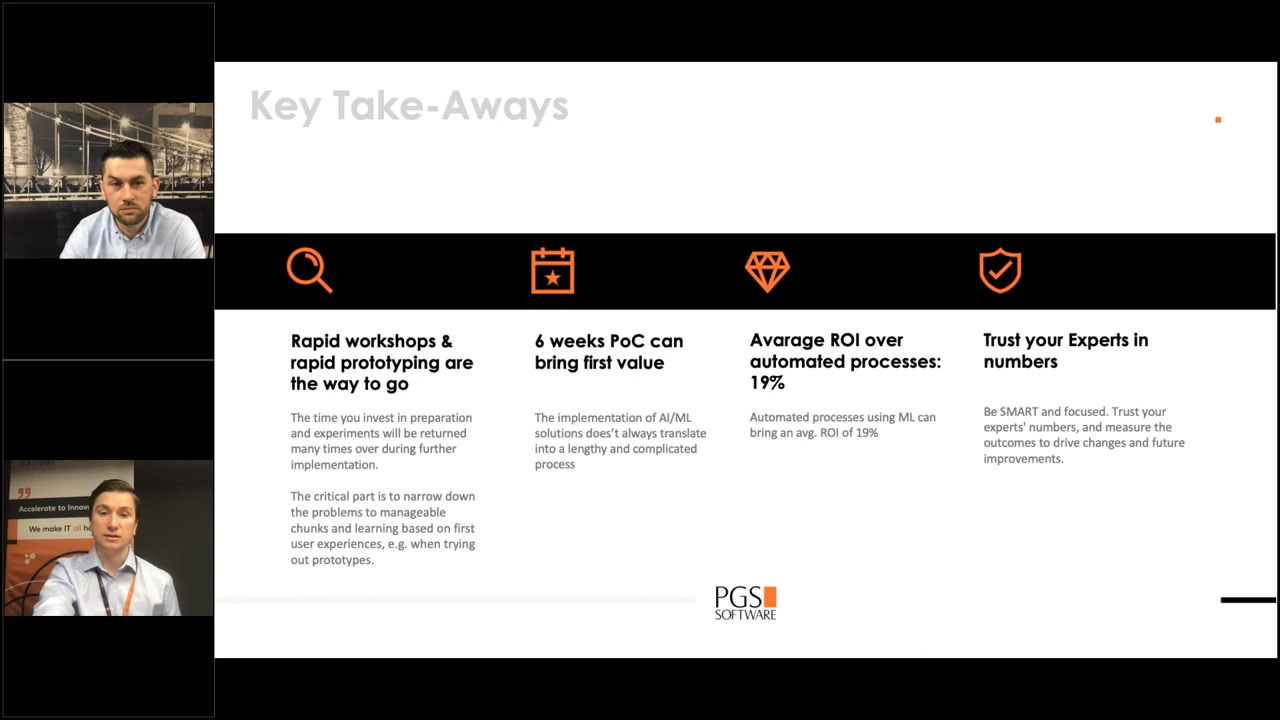 Key Take-Aways
Rapid workshops &
rapid prototyping are
the way to go
The time you invest in preparation
and experiments will be returned
many times over during further
implementation.
The critical part is to narrow down
the problems to manageable
chunks and learning based on first
user experiences, e.g. when trying
out prototypes.
6 weeks PoC can
bring first value
The implementation of AI/ML
solutions does't always translate
into a lengthy and complicated
process
Avarage ROI over
automated processes:
19%
Automated processes using ML can
bring an avg. ROI of 19%
Trust your Experts in
numbers
Be SMART and focused. Trust your
experts' numbers, and measure the
outcomes to drive changes and future
improvements.
PGS
SOFTWARE
Accelerate to
We make IT all